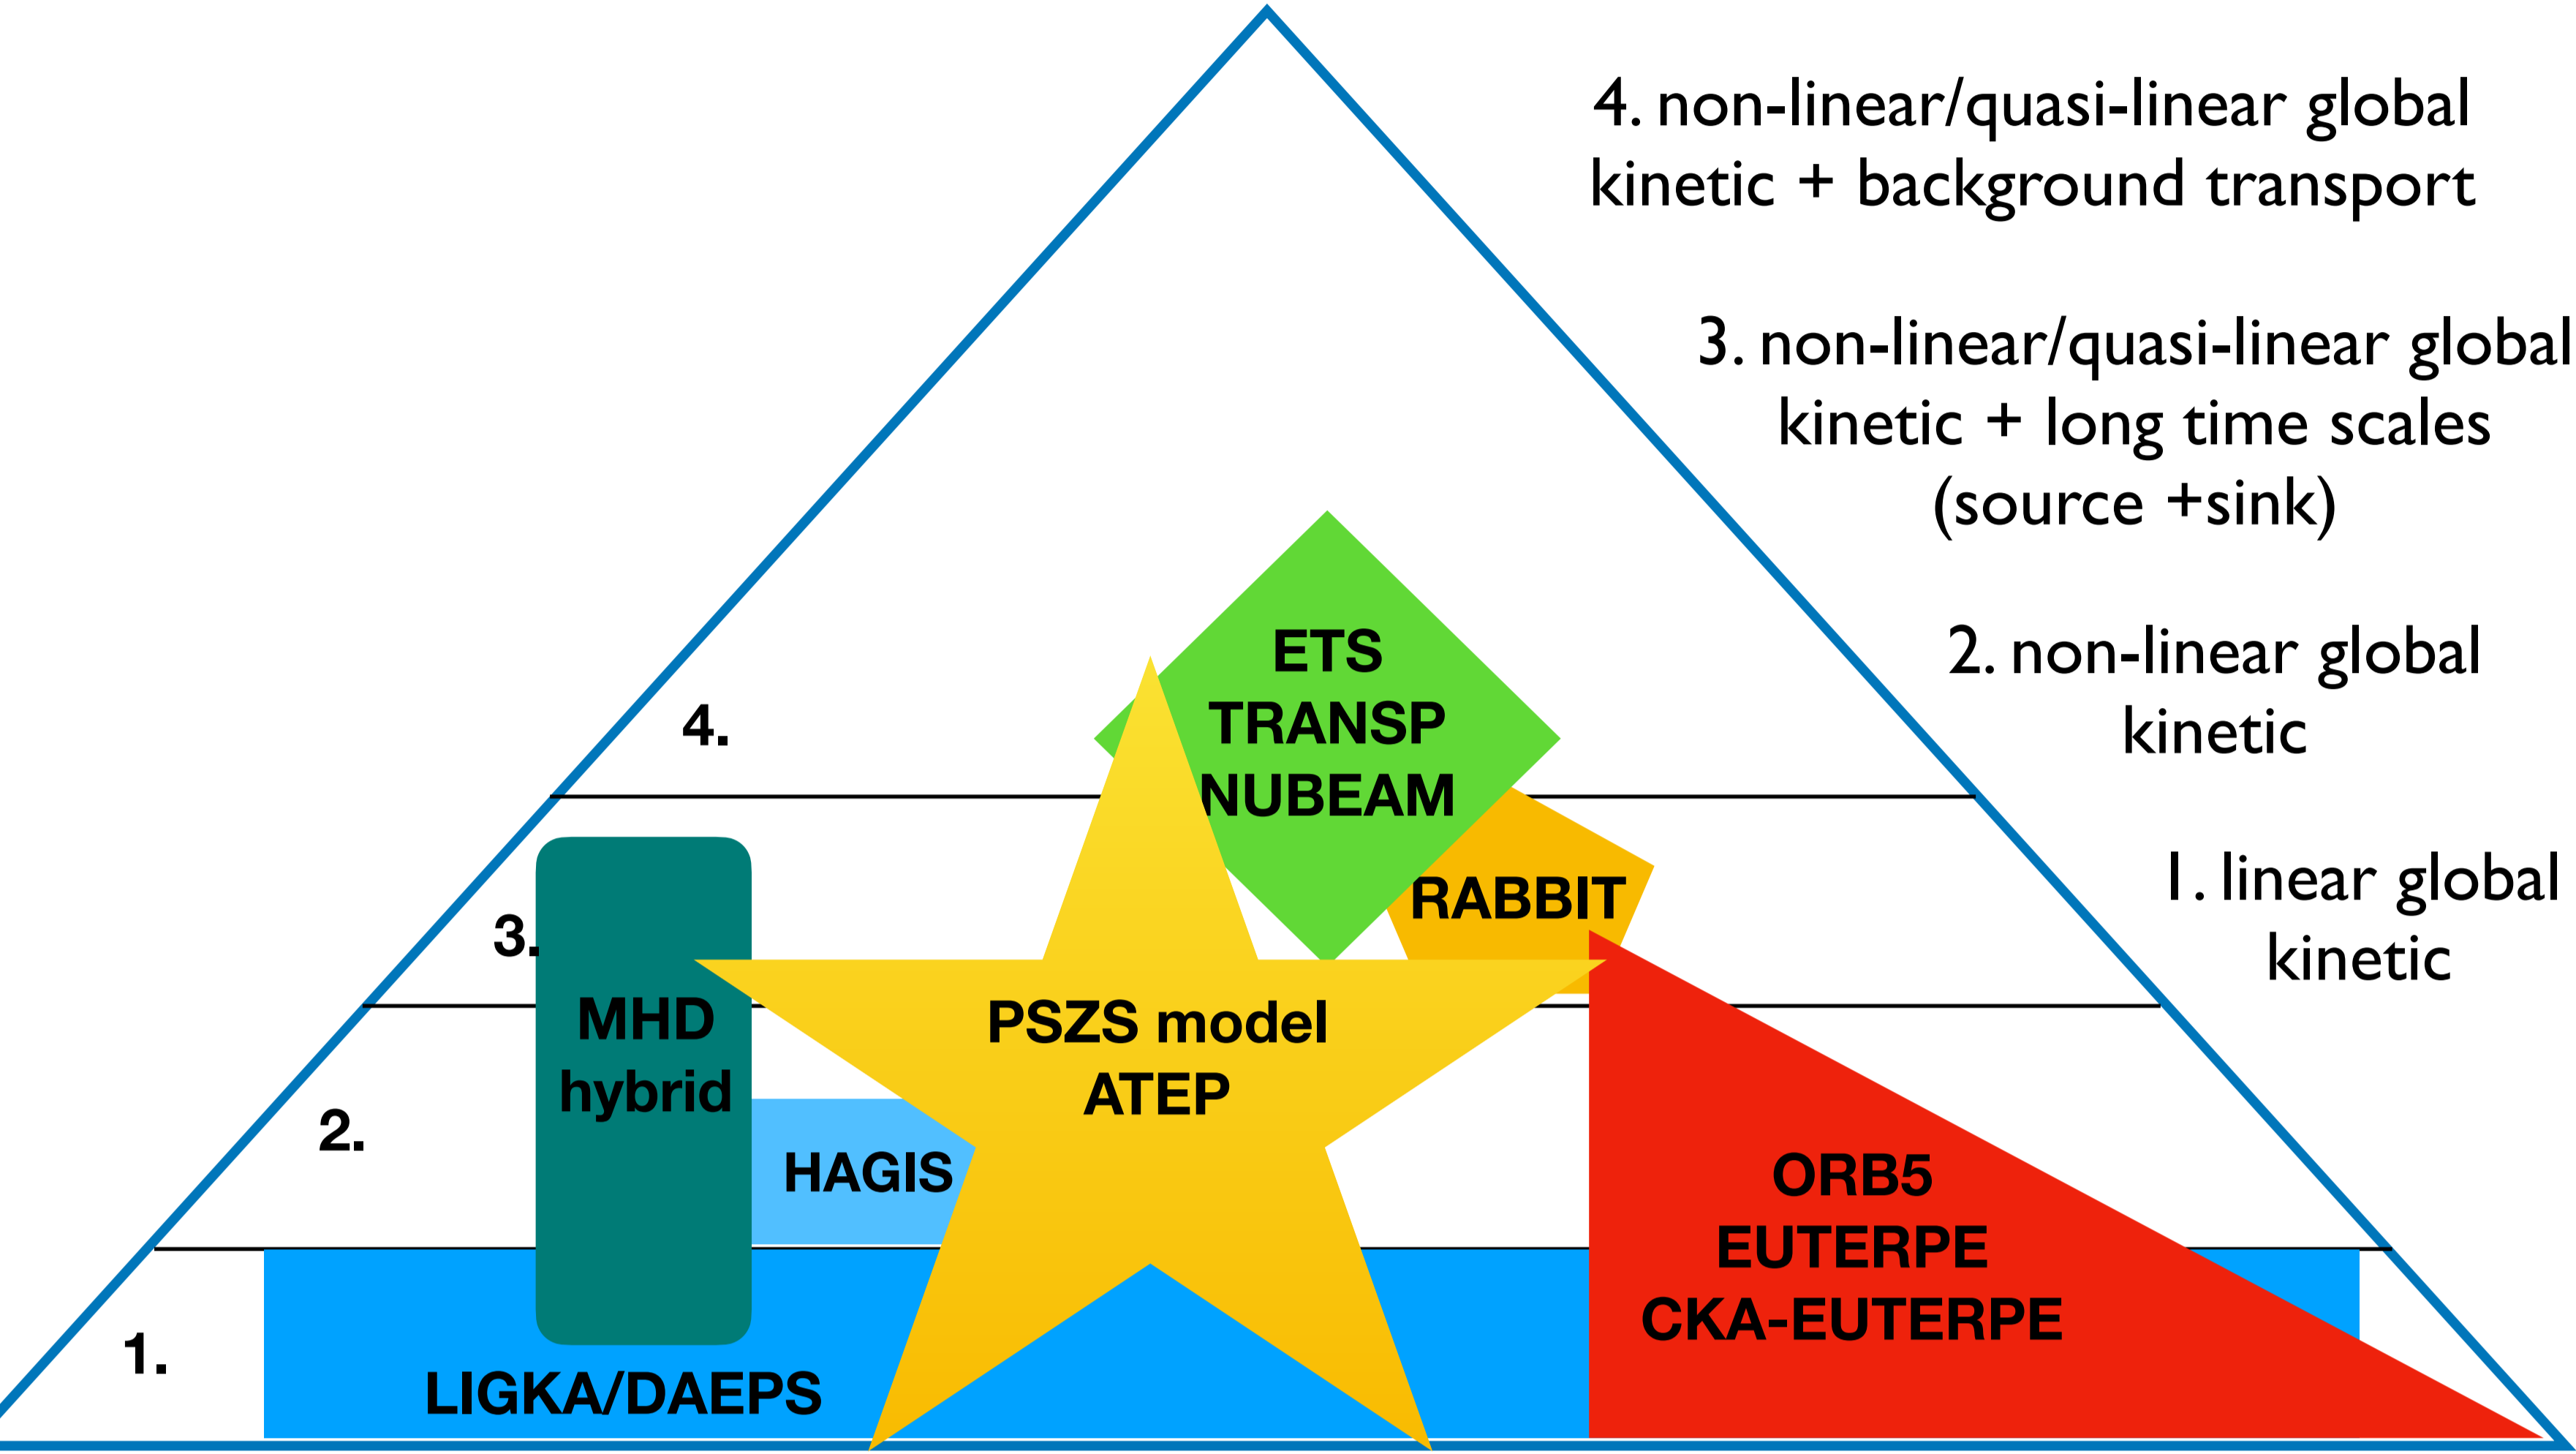 4. non-linear/quasi-linear global
kinetic + background transport
3. non-linear/quasi-linear global
kinetic + long time scales
(source +sink)
2. non-linear global
kinetic
1. linear global
kinetic
4.
ETS
TRANSP
NUBEAM
3.
RABBIT
MHD
hybrid
PSZS model
ATEP
2.
HAGIS
ORB5
EUTERPE
CKA-EUTERPE
1.
LIGKA/DAEPS